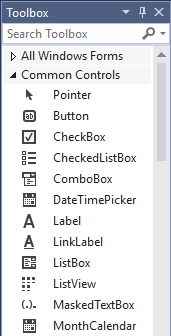 Toolbox
Search Toolbox
All Windows Forms
Common Controls
Pointer
Button
CheckBox
CheckedListBox
ComboBox
DateTimePicker
Label
LinkLabel
ListBox
ListView
MaskedTextBox
MonthCalendar